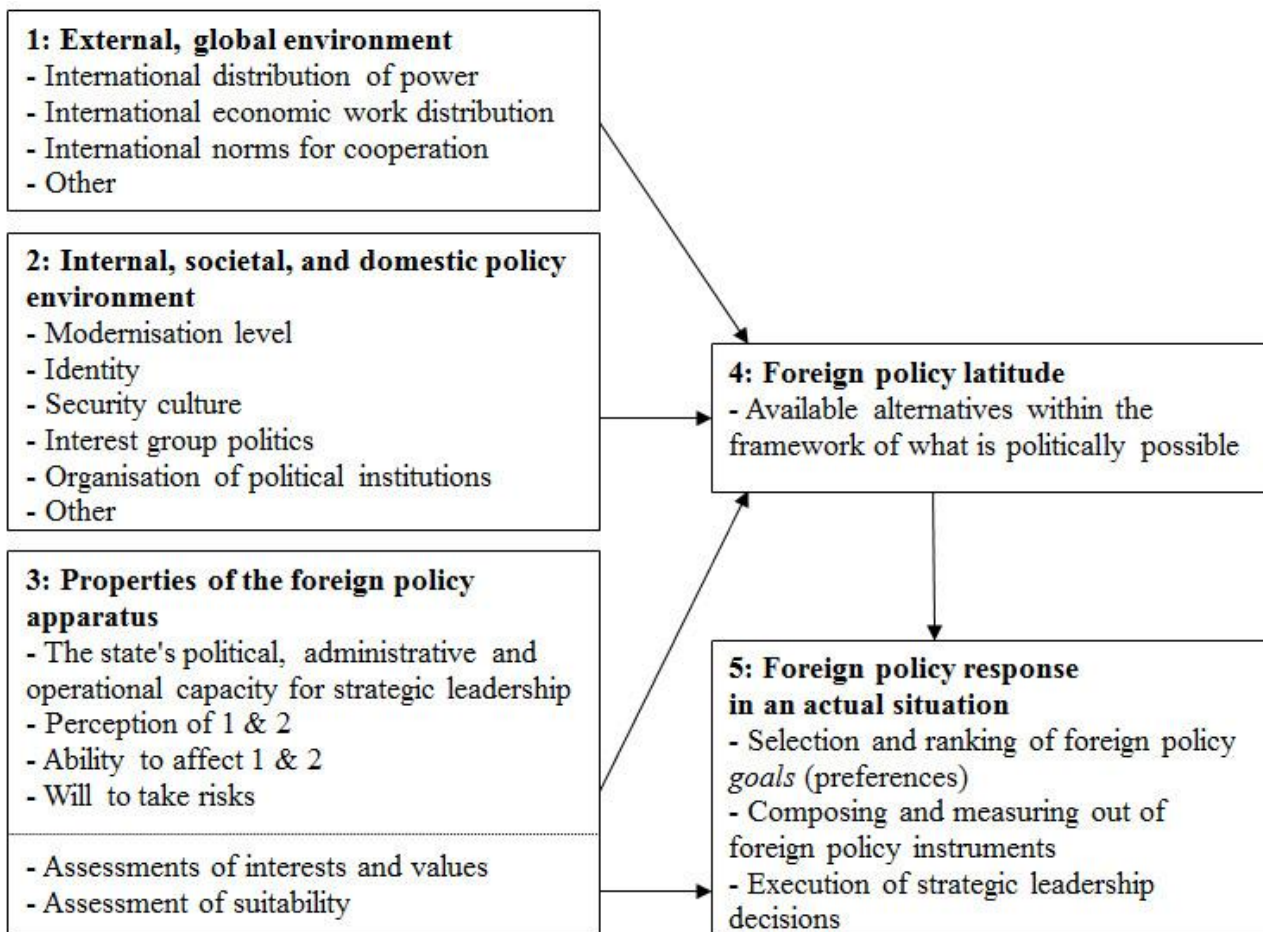 1: External, global environment
- International distribution of power
- International economic work distribution
- International norms for cooperation
- Other
2: Internal, societal, and domestic policy
environment
- Modernisation level
- Identity
- Security culture
- Interest group politics
- Organisation of political institutions
- Other
3: Properties of the foreign policy
apparatus
- The state's political, administrative and
operational capacity for strategic leadership
- Perception of 1 & 2
- Ability to affect 1 & 2
- Will to take risks
- Assessments of interests and values
- Assessment of suitability
4: Foreign policy latitude
- Available alternatives within the
framework of what is politically possible
5: Foreign policy response
in an actual situation
- Selection and ranking of foreign policy
goals (preferences)
- Composing and measuring out of
foreign policy instruments
- Execution of strategic leadership
decisions